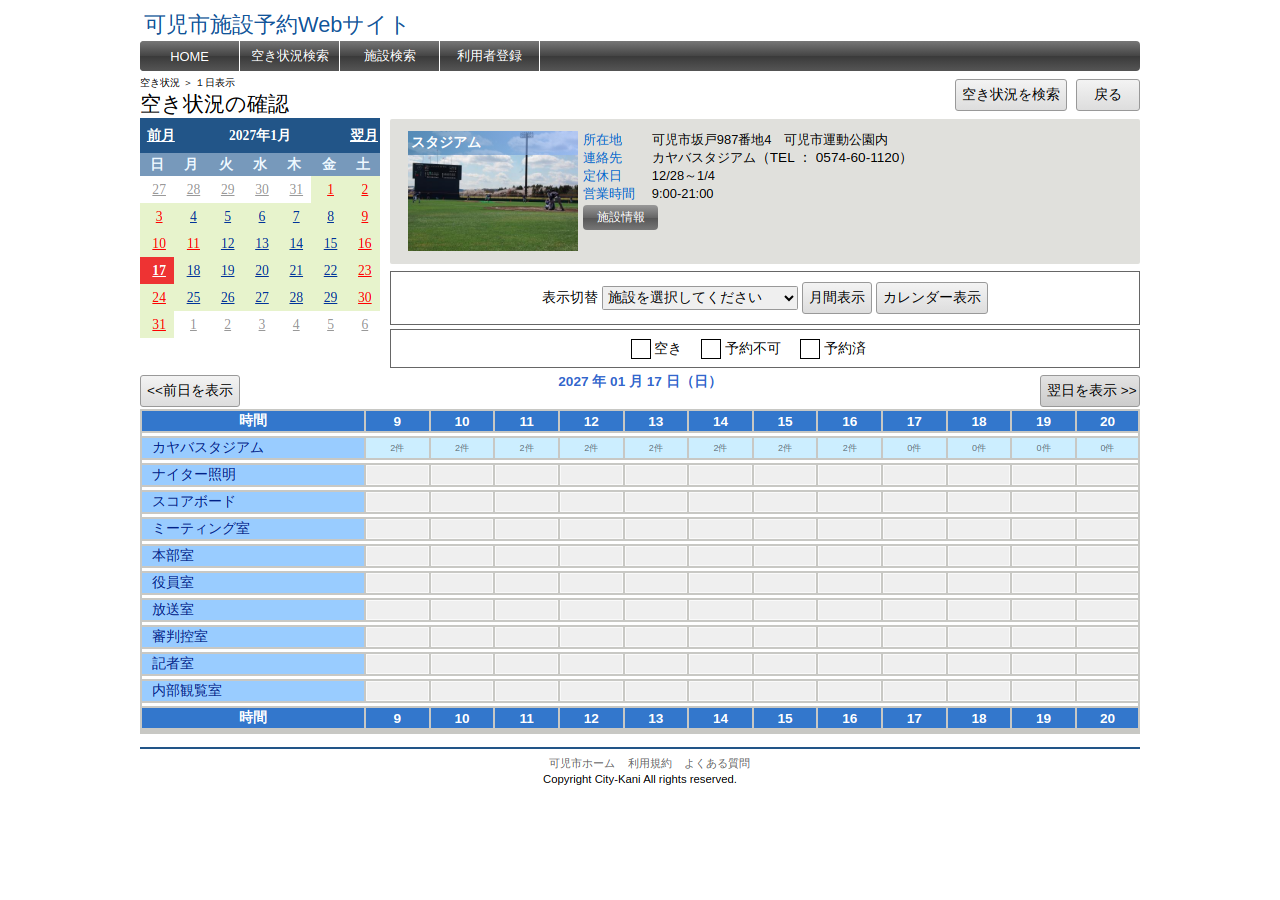 可児市施設予約Webサイト
HOME 空き状況検索 施設検索 利用者登録
空き状況 ＞ １日表示
空き状況の確認
空き状況を検索 戻る
前月 2027年1月 翌月
日 月 火 水 木 金 土
27 28 29 30 31 1 2
3 4 5 6 7 8 9
10 11 12 13 14 15 16
17 18 19 20 21 22 23
24 25 26 27 28 29 30
31 1 2 3 4 5 6
スタジアム
所在地 可児市坂戸987番地4　可児市運動公園内
連絡先 カヤバスタジアム（TEL ： 0574-60-1120）
定休日 12/28～1/4
営業時間 9:00-21:00
施設情報
表示切替 施設を選択してください 月間表示 カレンダー表示
空き 予約不可 予約済
<<前日を表示 2027 年 01 月 17 日（日） 翌日を表示 >>
時間 9 10 11 12 13 14 15 16 17 18 19 20
カヤバスタジアム 2件 2件 2件 2件 2件 2件 2件 2件 0件 0件 0件 0件
ナイター照明
スコアボード
ミーティング室
本部室
役員室
放送室
審判控室
記者室
内部観覧室
時間 9 10 11 12 13 14 15 16 17 18 19 20
可児市ホーム 利用規約 よくある質問
Copyright City-Kani All rights reserved.